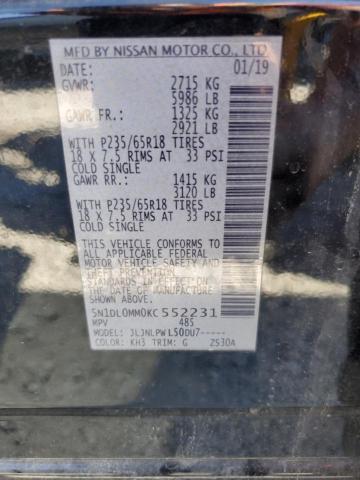 MFD BY NISSAN MOTOR CO., LTD.
DATE: 01/19
GVWR: 2715 KG
5986 LB
GAWR FR.: 1325 KG
2921 LB
WITH P235/65R18 TIRES
18 X 7.5 RIMS AT 33 PSI
COLD SINGLE
GAWR RR.: 1415 KG
3120 LB
WITH P235/65R18 TIRES
18 X 7.5 RIMS AT 33 PSI
COLD SINGLE
THIS VEHICLE CONFORMS TO
ALL APPLICABLE FEDERAL
MOTOR VEHICLE SAFETY AND
THEFT PREVENTION
STANDARDS IN EFFECT ON
THE DATE OF MANUFACTURE
SHOWN ABOVE.
5N1DL0MM0KC552231
MPV 485
MODEL: JLJNLPWL50DU7-----
COLOR: KH3 TRIM: G ZS30A